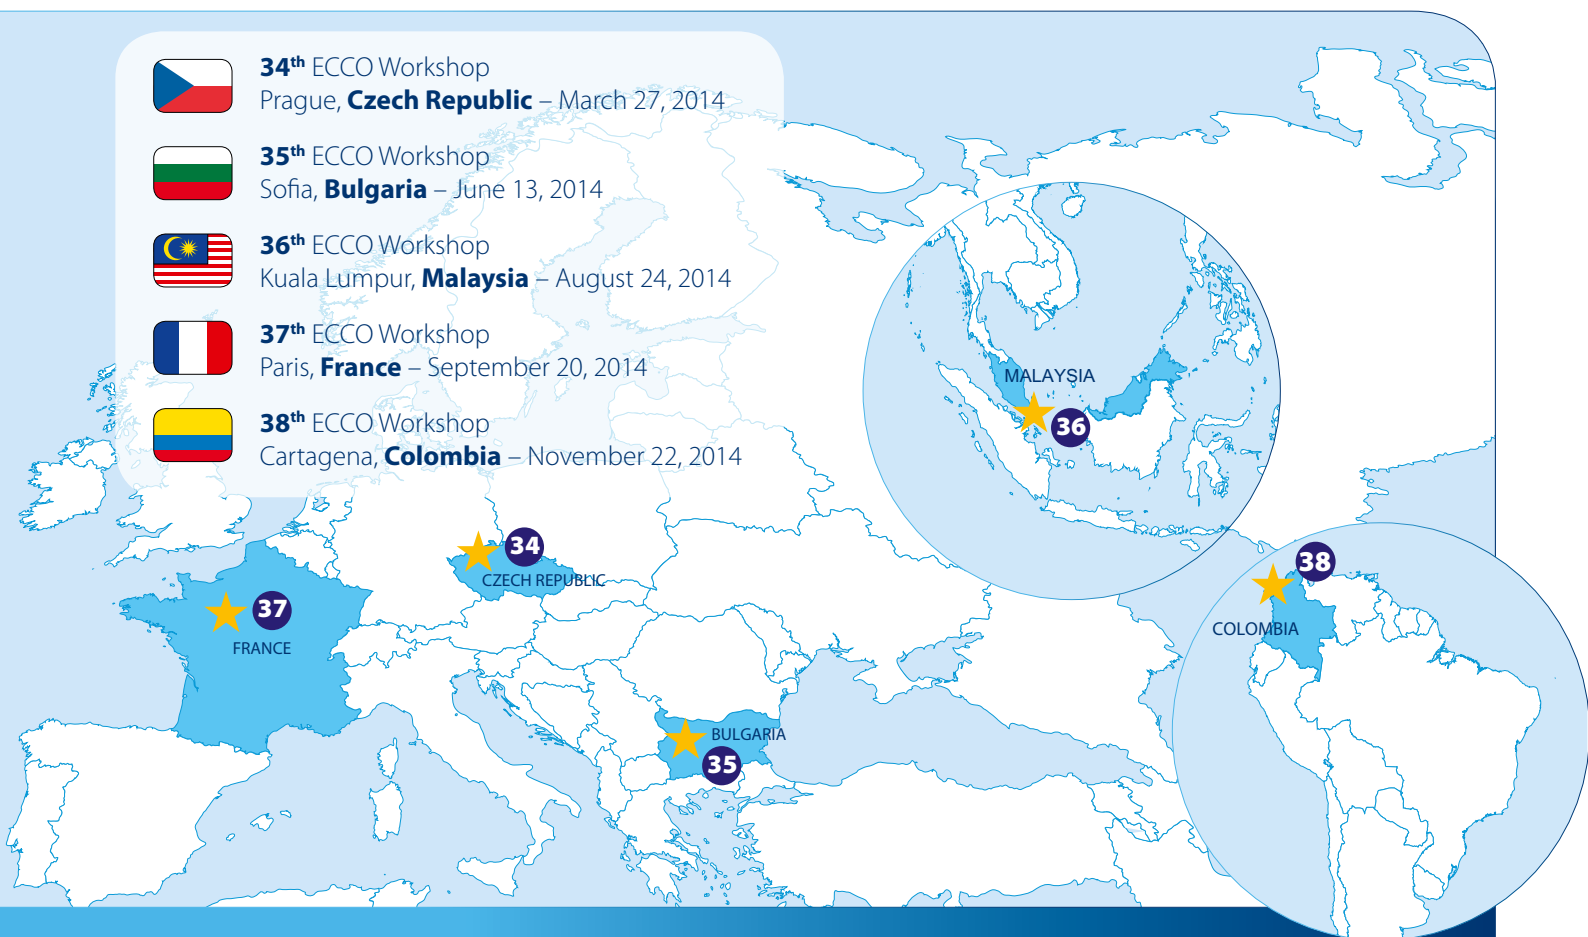 34th ECCO Workshop
Prague, Czech Republic – March 27, 2014
35th ECCO Workshop
Sofia, Bulgaria – June 13, 2014
36th ECCO Workshop
Kuala Lumpur, Malaysia – August 24, 2014
37th ECCO Workshop
Paris, France – September 20, 2014
38th ECCO Workshop
Cartagena, Colombia – November 22, 2014
MALAYSIA
36
34
CZECH REPUBLIC
38
COLOMBIA
37
FRANCE
BULGARIA
35